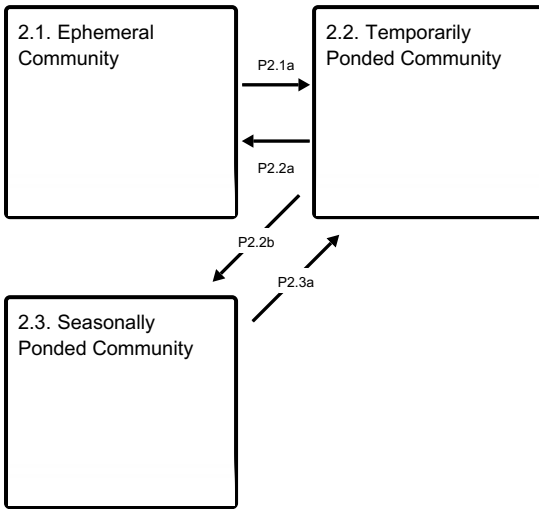 2.1. Ephemeral
Community
P2.1a
2.2. Temporarily
Ponded Community
P2.2a
P2.2b
P2.3a
2.3. Seasonally
Ponded Community